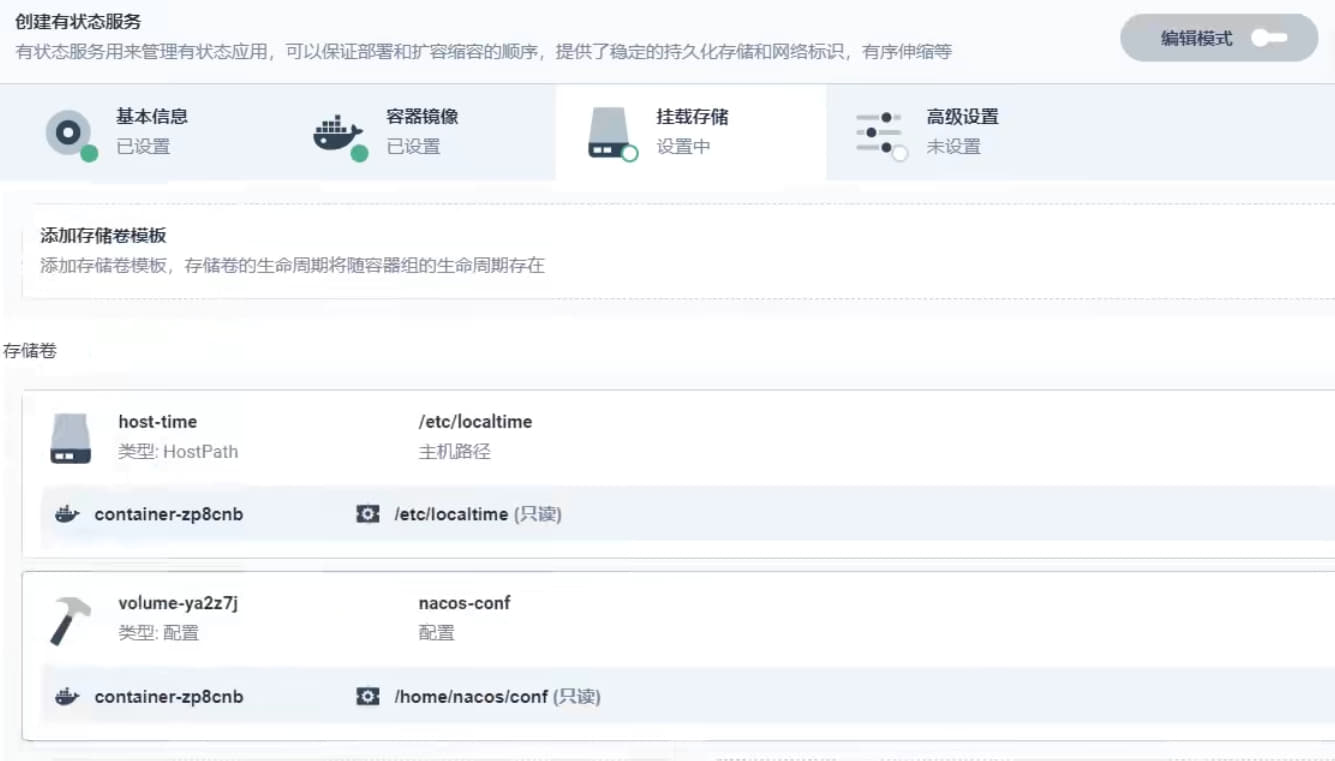 创建有状态服务
有状态服务用来管理有状态应用，可以保证部署和扩容缩容的顺序，提供了稳定的持久化存储和网络标识，有序伸缩等
编辑模式
基本信息
已设置
容器镜像
已设置
挂载存储
设置中
高级设置
未设置
添加存储卷模板
添加存储卷模板，存储卷的生命周期将随容器组的生命周期存在
存储卷
host-time
类型: HostPath
/etc/localtime
主机路径
container-zp8cnb
/etc/localtime (只读)
volume-ya2z7j
类型: 配置
nacos-conf
配置
container-zp8cnb
/home/nacos/conf (只读)